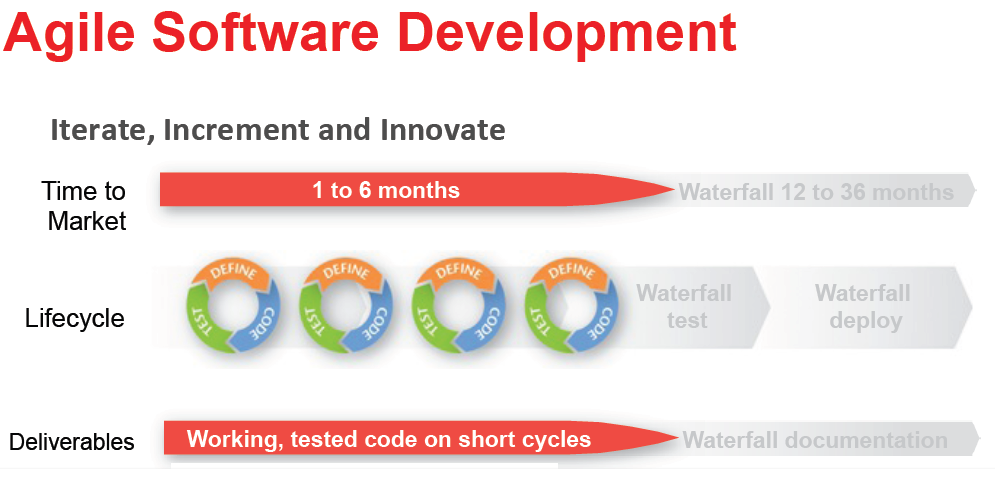 Agile Software Development
Iterate, Increment and Innovate
Time to
Market
1 to 6 months
Waterfall 12 to 36 months
Lifecycle
DEFINE
CODE
TEST
DEFINE
CODE
TEST
DEFINE
CODE
TEST
DEFINE
CODE
TEST
Waterfall
test
Waterfall
deploy
Deliverables
Working, tested code on short cycles
Waterfall documentation